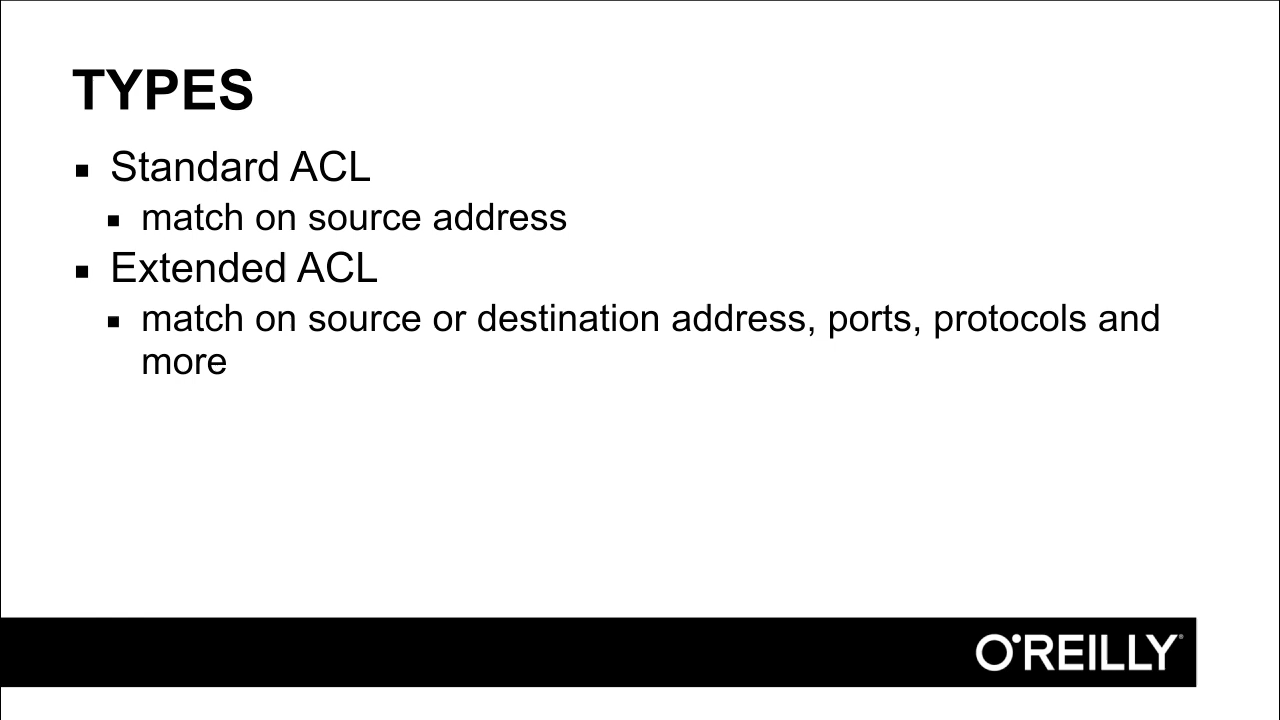 TYPES
▪ Standard ACL
▪ match on source address
▪ Extended ACL
▪ match on source or destination address, ports, protocols and
more
O'REILLY®